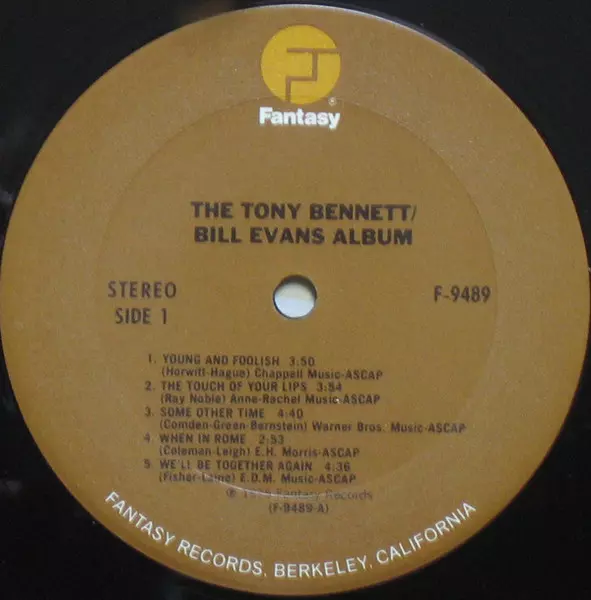 Fantasy
®
THE TONY BENNETT/
BILL EVANS ALBUM
STEREO
SIDE 1
F-9489
1. YOUNG AND FOOLISH 3:50
(Horwitt-Hague) Chappell Music-ASCAP
2. THE TOUCH OF YOUR LIPS 3:54
(Ray Noble) Anne-Rachel Music-ASCAP
3. SOME OTHER TIME 4:40
(Comden-Green-Bernstein) Warner Bros. Music-ASCAP
4. WHEN IN ROME 2:53
(Coleman-Leigh) E.H. Morris-ASCAP
5. WE'LL BE TOGETHER AGAIN 4:36
(Fisher-Laine) E.D.M. Music-ASCAP
℗ Fantasy Records
(F-9489-A)
FANTASY RECORDS, BERKELEY, CALIFORNIA